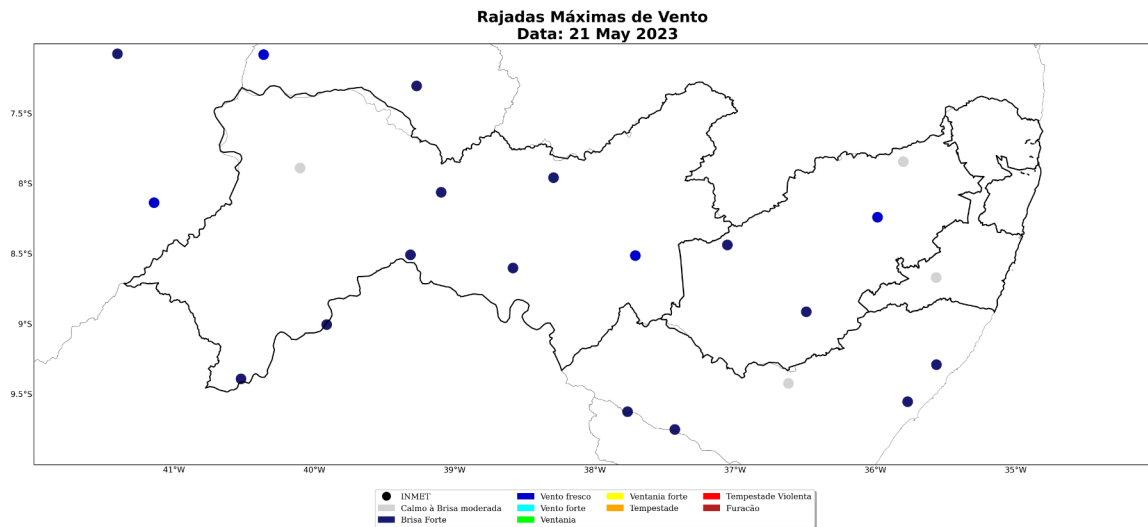 Rajadas Máximas de Vento
Data: 21 May 2023
7.5°S
8°S
8.5°S
9°S
9.5°S
41°W
40°W
39°W
38°W
37°W
36°W
35°W
INMET
Calmo à Brisa moderada
Brisa Forte
Vento fresco
Vento forte
Ventania
Ventania forte
Tempestade
Tempestade Violenta
Furacão